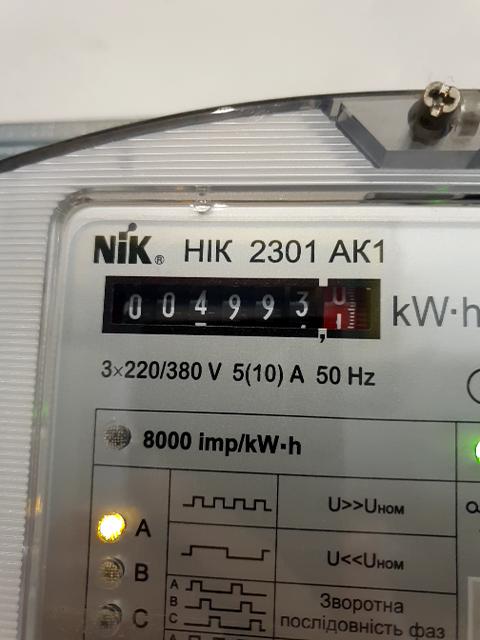 NiK® НІК 2301 АК1
004993,0 kW·h
3×220/380 V 5(10) A 50 Hz
8000 imp/kW·h
A
B
C
U>>Uном
U<<Uном
A
B
C
Зворотна
послідовність фаз
A